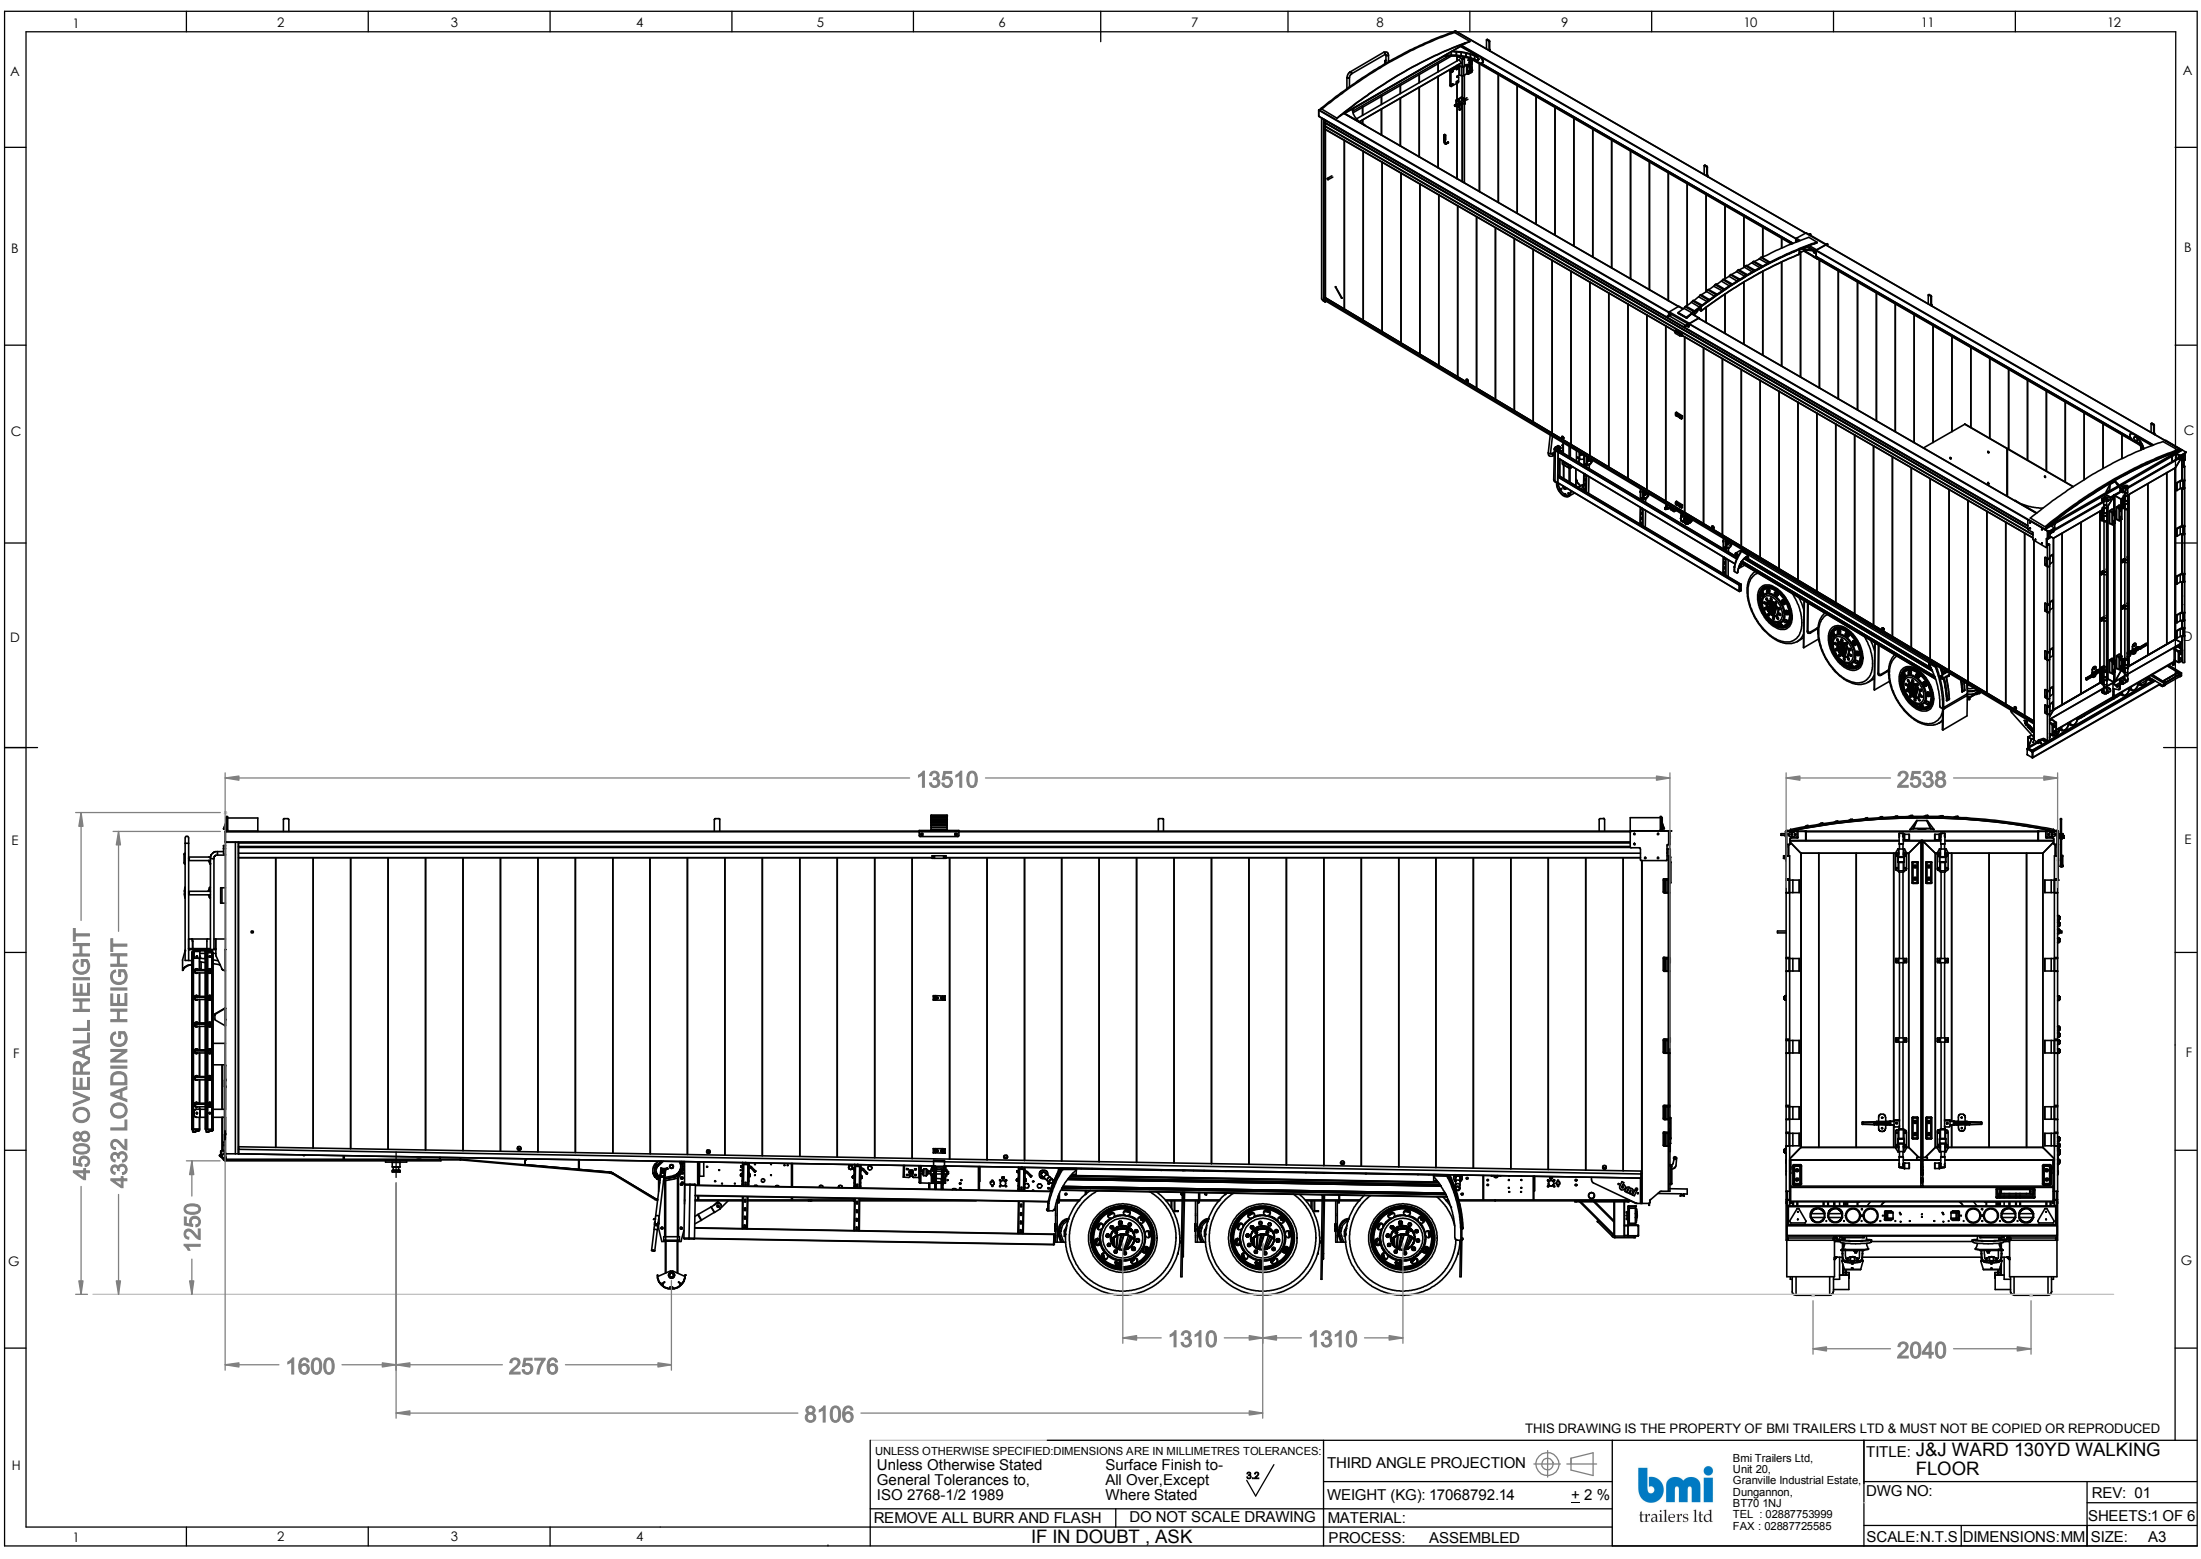 1 2 3 4 5 6 7 8 9 10 11 12
A A
B B
C C
D D
E E
F F
G G
H
13510
2538
4508 OVERALL HEIGHT
4332 LOADING HEIGHT
1250
bmi
1310 1310
1600 2576
2040
8106
THIS DRAWING IS THE PROPERTY OF BMI TRAILERS LTD & MUST NOT BE COPIED OR REPRODUCED
UNLESS OTHERWISE SPECIFIED:DIMENSIONS ARE IN MILLIMETRES TOLERANCES:
Unless Otherwise Stated
General Tolerances to,
ISO 2768-1/2 1989
Surface Finish to-
All Over,Except
Where Stated
3.2
REMOVE ALL BURR AND FLASH
DO NOT SCALE DRAWING
IF IN DOUBT , ASK
THIRD ANGLE PROJECTION
WEIGHT (KG): 17068792.14 ± 2 %
MATERIAL:
PROCESS: ASSEMBLED
bmi
trailers ltd
Bmi Trailers Ltd,
Unit 20,
Granville Industrial Estate,
Dungannon,
BT70 1NJ
TEL : 02887753999
FAX : 02887725585
TITLE: J&J WARD 130YD WALKING
FLOOR
DWG NO:
REV: 01
SHEETS:1 OF 6
SCALE:N.T.S DIMENSIONS:MM SIZE: A3
1 2 3 4